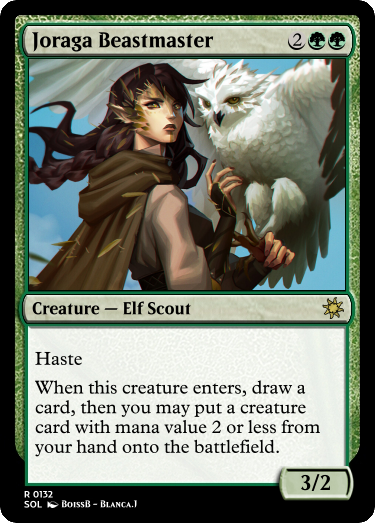 Joraga Beastmaster 2
Creature — Elf Scout
Haste
When this creature enters, draw a
card, then you may put a creature
card with mana value 2 or less from
your hand onto the battlefield.
3/2
R 0132
SOL BoissB - Blanca.J